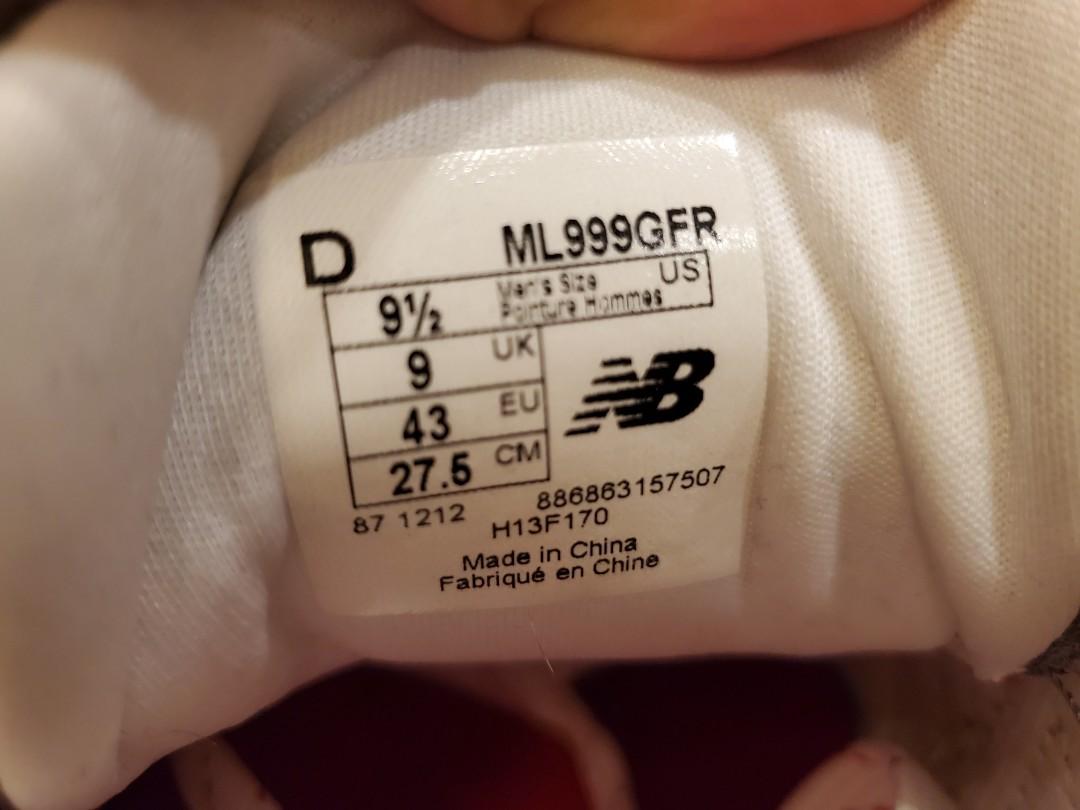 D ML999GFR
9½ Men's Size US
Pointure Hommes
9 UK
43 EU
NB
27.5 CM
886863157507
87 1212 H13F170
Made in China
Fabriqué en Chine